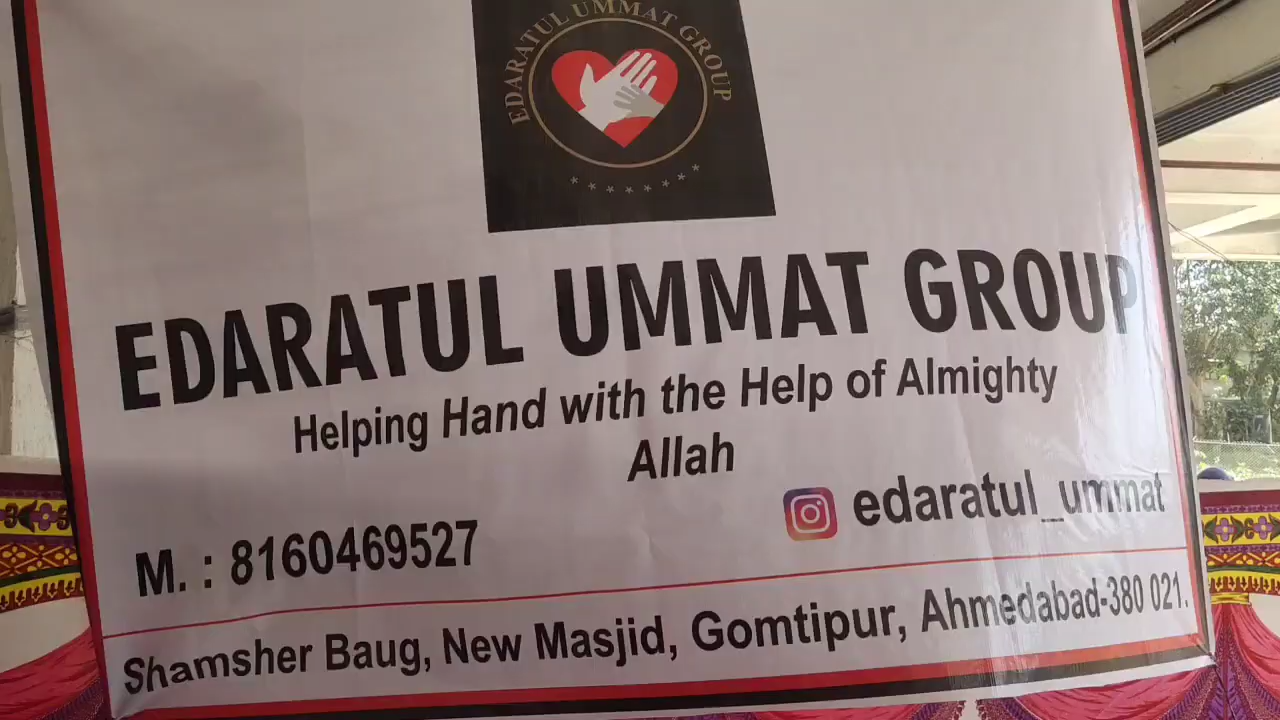 EDARATUL UMMAT GROUP
EDARATUL UMMAT GROUP
Helping Hand with the Help of Almighty
Allah
edaratul_ummat
M. : 8160469527
Shamsher Baug, New Masjid, Gomtipur, Ahmedabad-380 021.